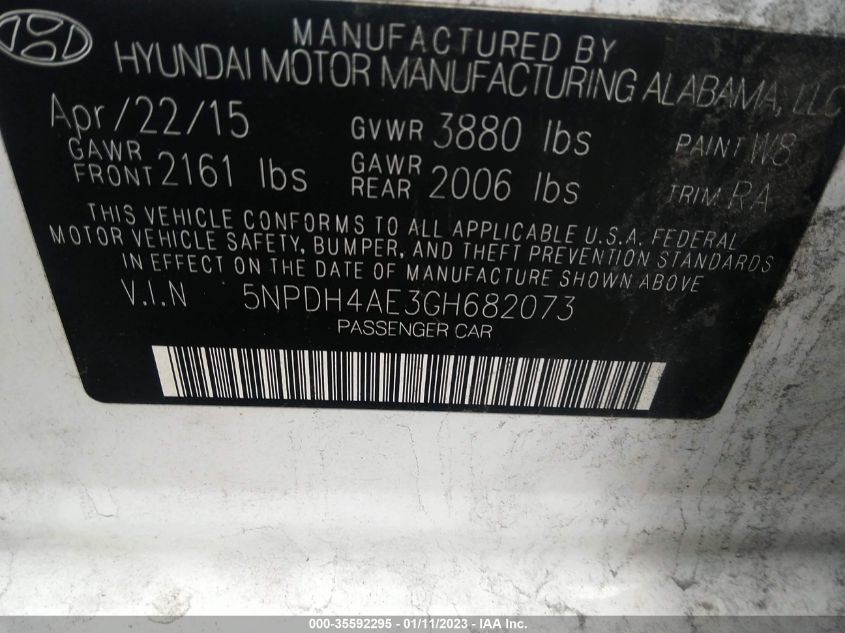 MANUFACTURED BY
HYUNDAI MOTOR MANUFACTURING ALABAMA, LLC
Apr/22/15 GVWR 3880 lbs PAINT W8
GAWR FRONT 2161 lbs GAWR REAR 2006 lbs TRIM RA
THIS VEHICLE CONFORMS TO ALL APPLICABLE U.S.A. FEDERAL
MOTOR VEHICLE SAFETY, BUMPER, AND THEFT PREVENTION STANDARDS
IN EFFECT ON THE DATE OF MANUFACTURE SHOWN ABOVE
V.I.N 5NPDH4AE3GH682073
PASSENGER CAR
000-35592295 - 01/11/2023 - © IAA, Inc.